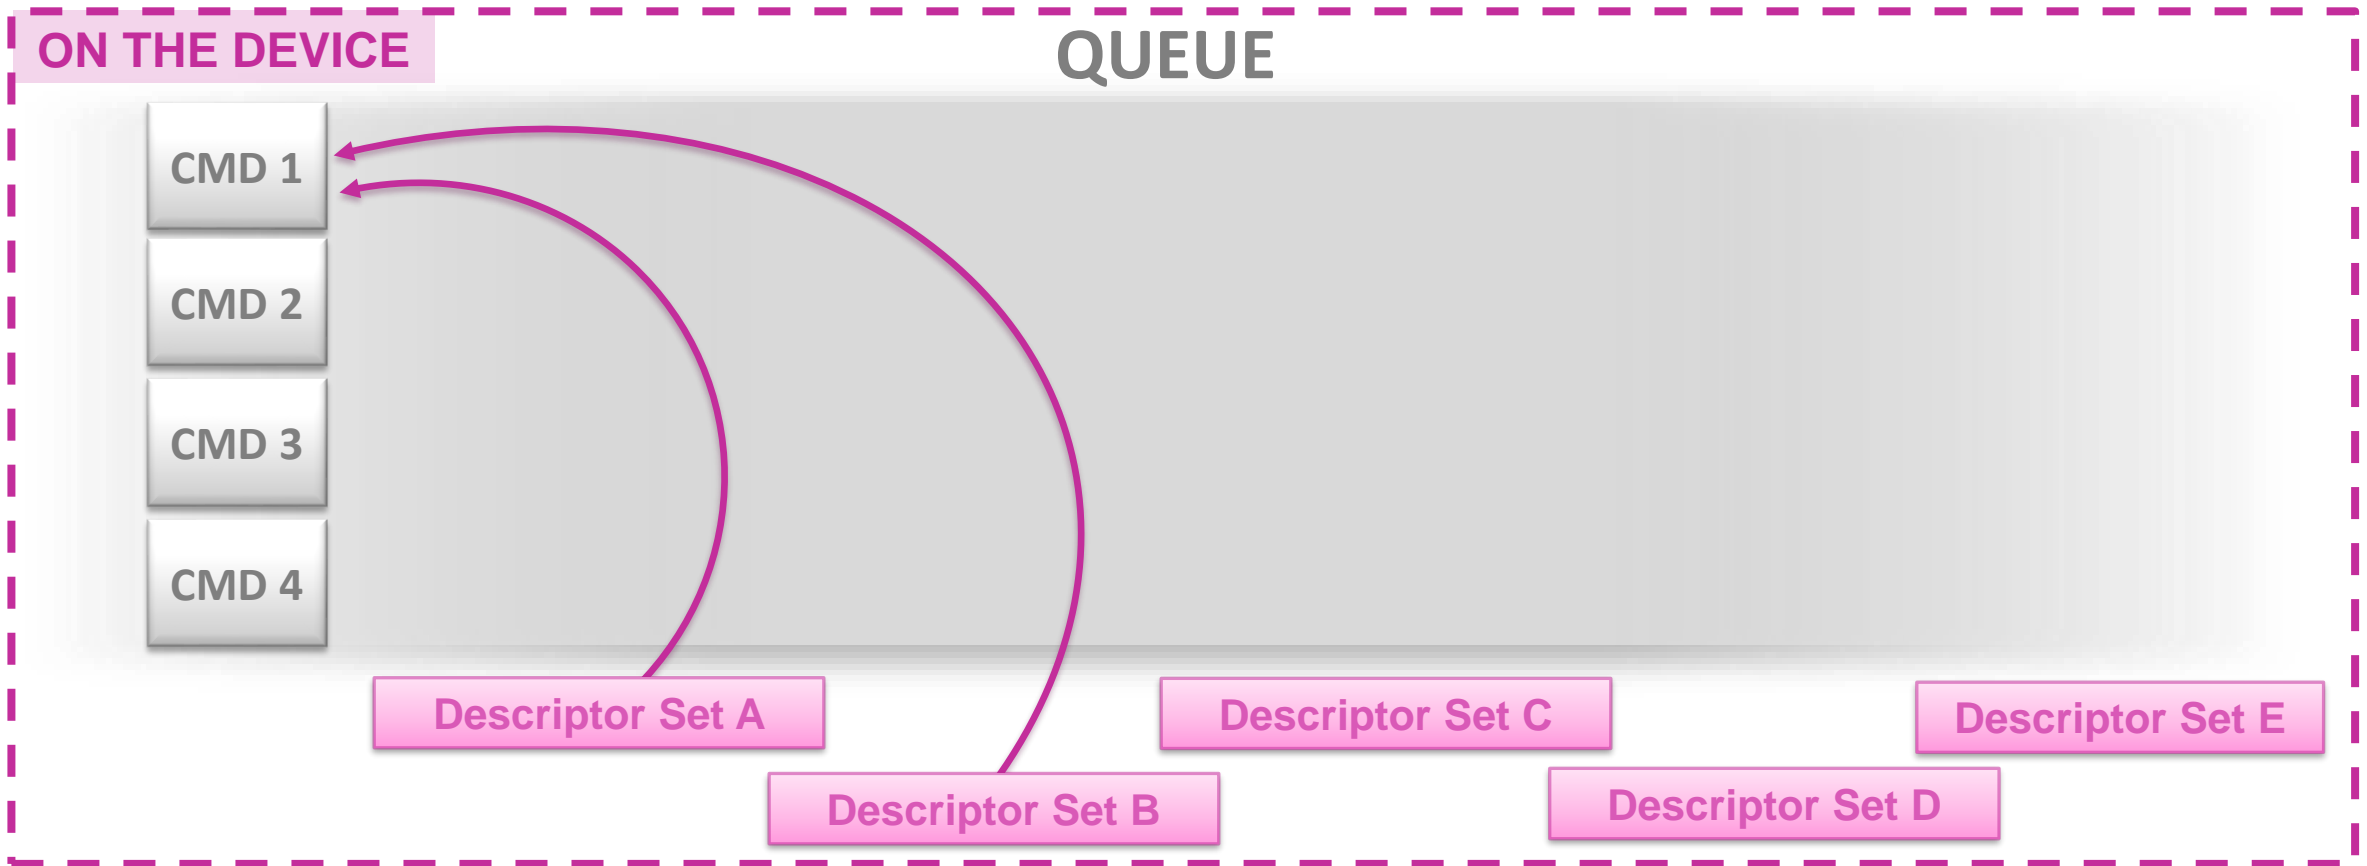 ON THE DEVICE
QUEUE
CMD 1
CMD 2
CMD 3
CMD 4
Descriptor Set A
Descriptor Set B
Descriptor Set C
Descriptor Set D
Descriptor Set E